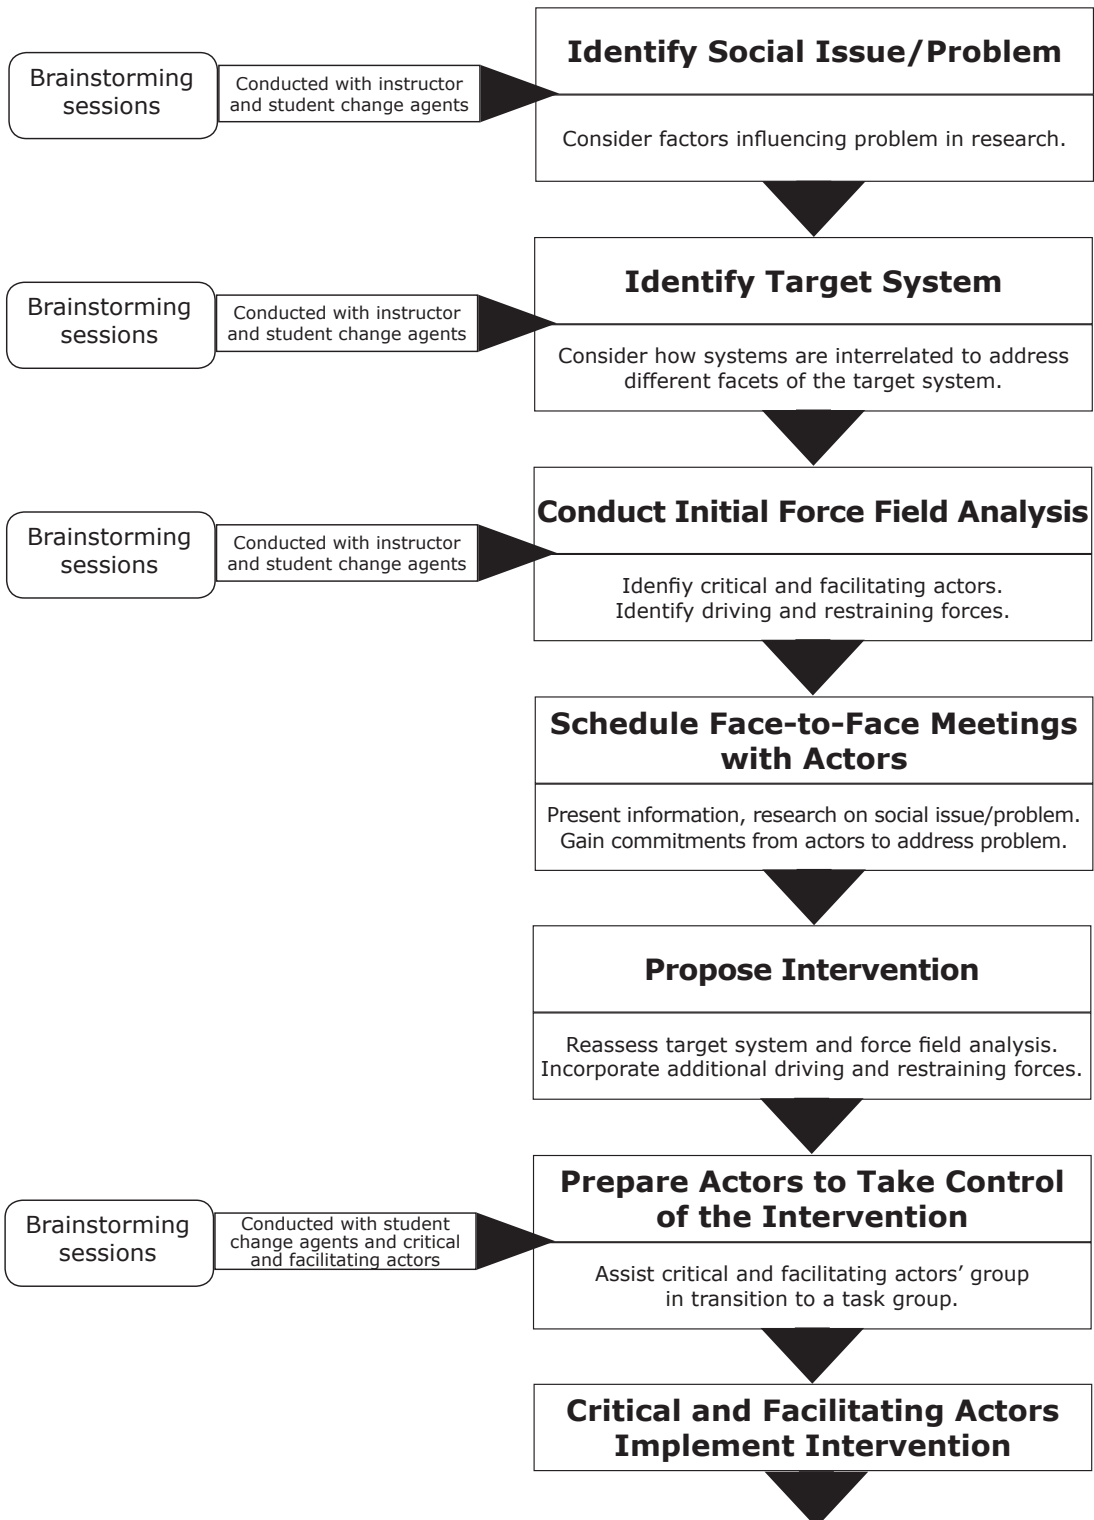 Identify Social Issue/Problem
Brainstorming
sessions
Conducted with instructor
and student change agents
Consider factors influencing problem in research.
Identify Target System
Brainstorming
sessions
Conducted with instructor
and student change agents
Consider how systems are interrelated to address
different facets of the target system.
Conduct Initial Force Field Analysis
Brainstorming
sessions
Conducted with instructor
and student change agents
Idenfiy critical and facilitating actors.
Identify driving and restraining forces.
Schedule Face-to-Face Meetings
with Actors
Present information, research on social issue/problem.
Gain commitments from actors to address problem.
Propose Intervention
Reassess target system and force field analysis.
Incorporate additional driving and restraining forces.
Prepare Actors to Take Control
of the Intervention
Brainstorming
sessions
Conducted with student
change agents and critical
and facilitating actors
Assist critical and facilitating actors’ group
in transition to a task group.
Critical and Facilitating Actors
Implement Intervention